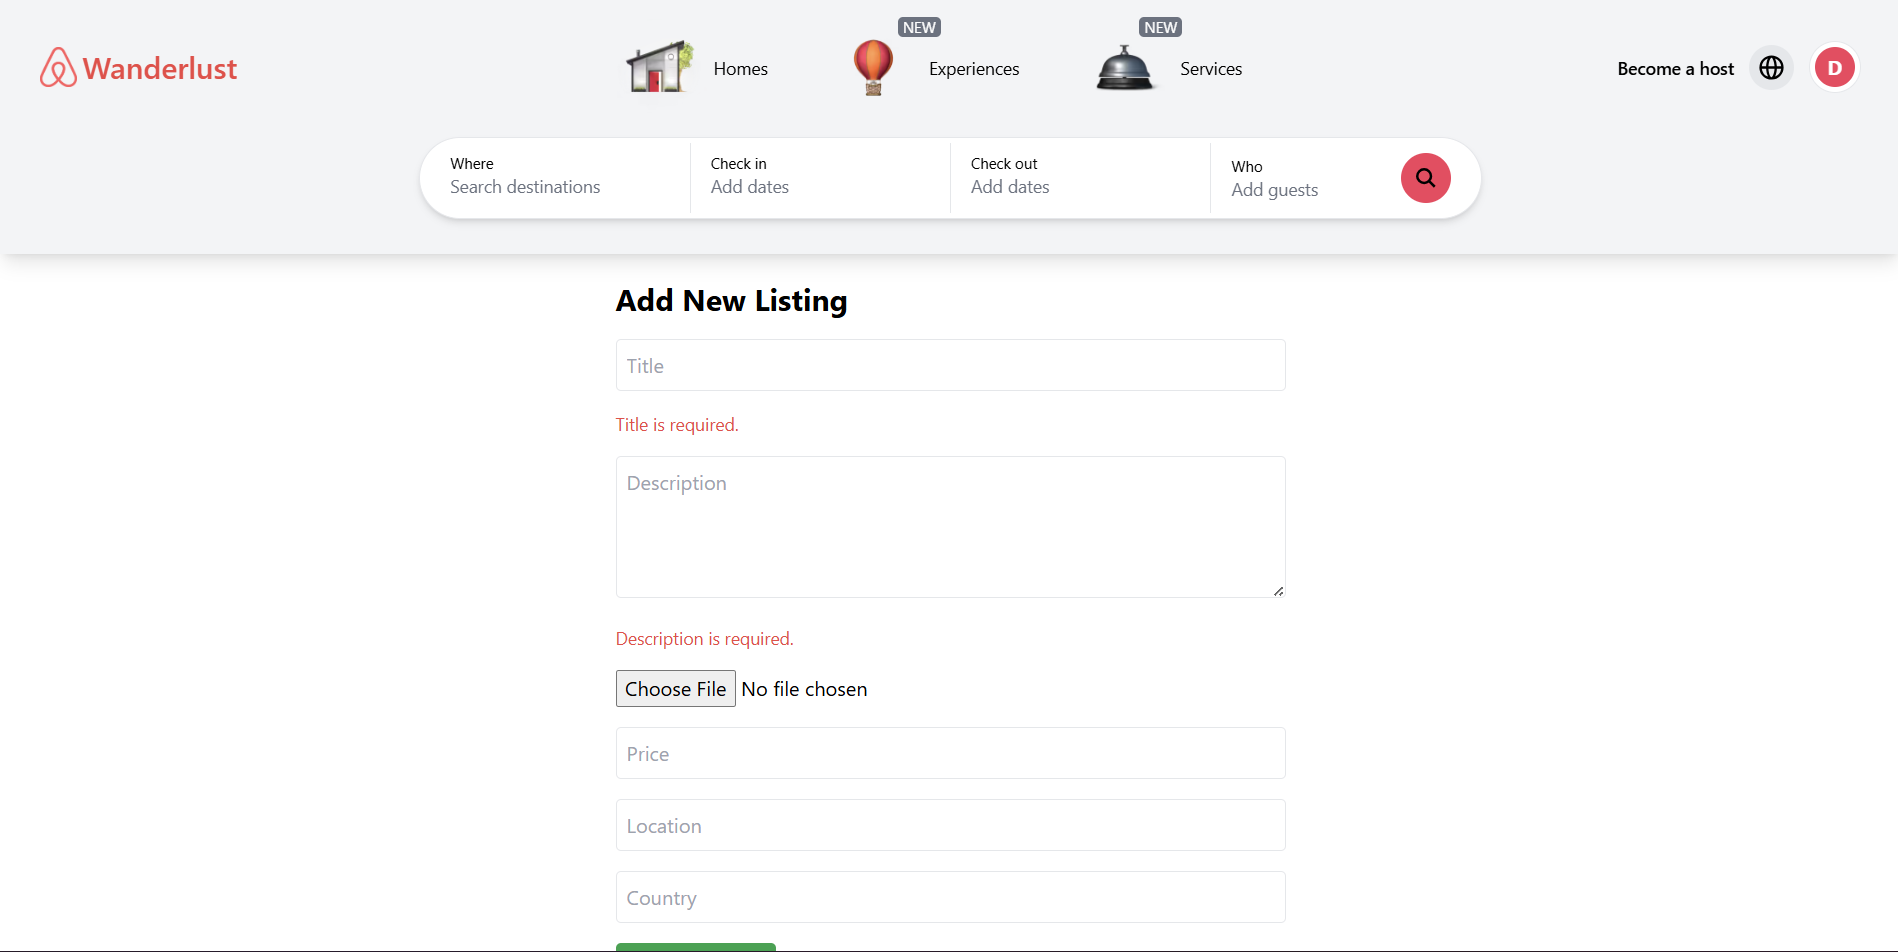 NEW NEW
Wanderlust Homes Experiences Services Become a host D
Where Check in Check out Who
Search destinations Add dates Add dates Add guests
Add New Listing
Title
Title is required.
Description
Description is required.
Choose File No file chosen
Price
Location
Country